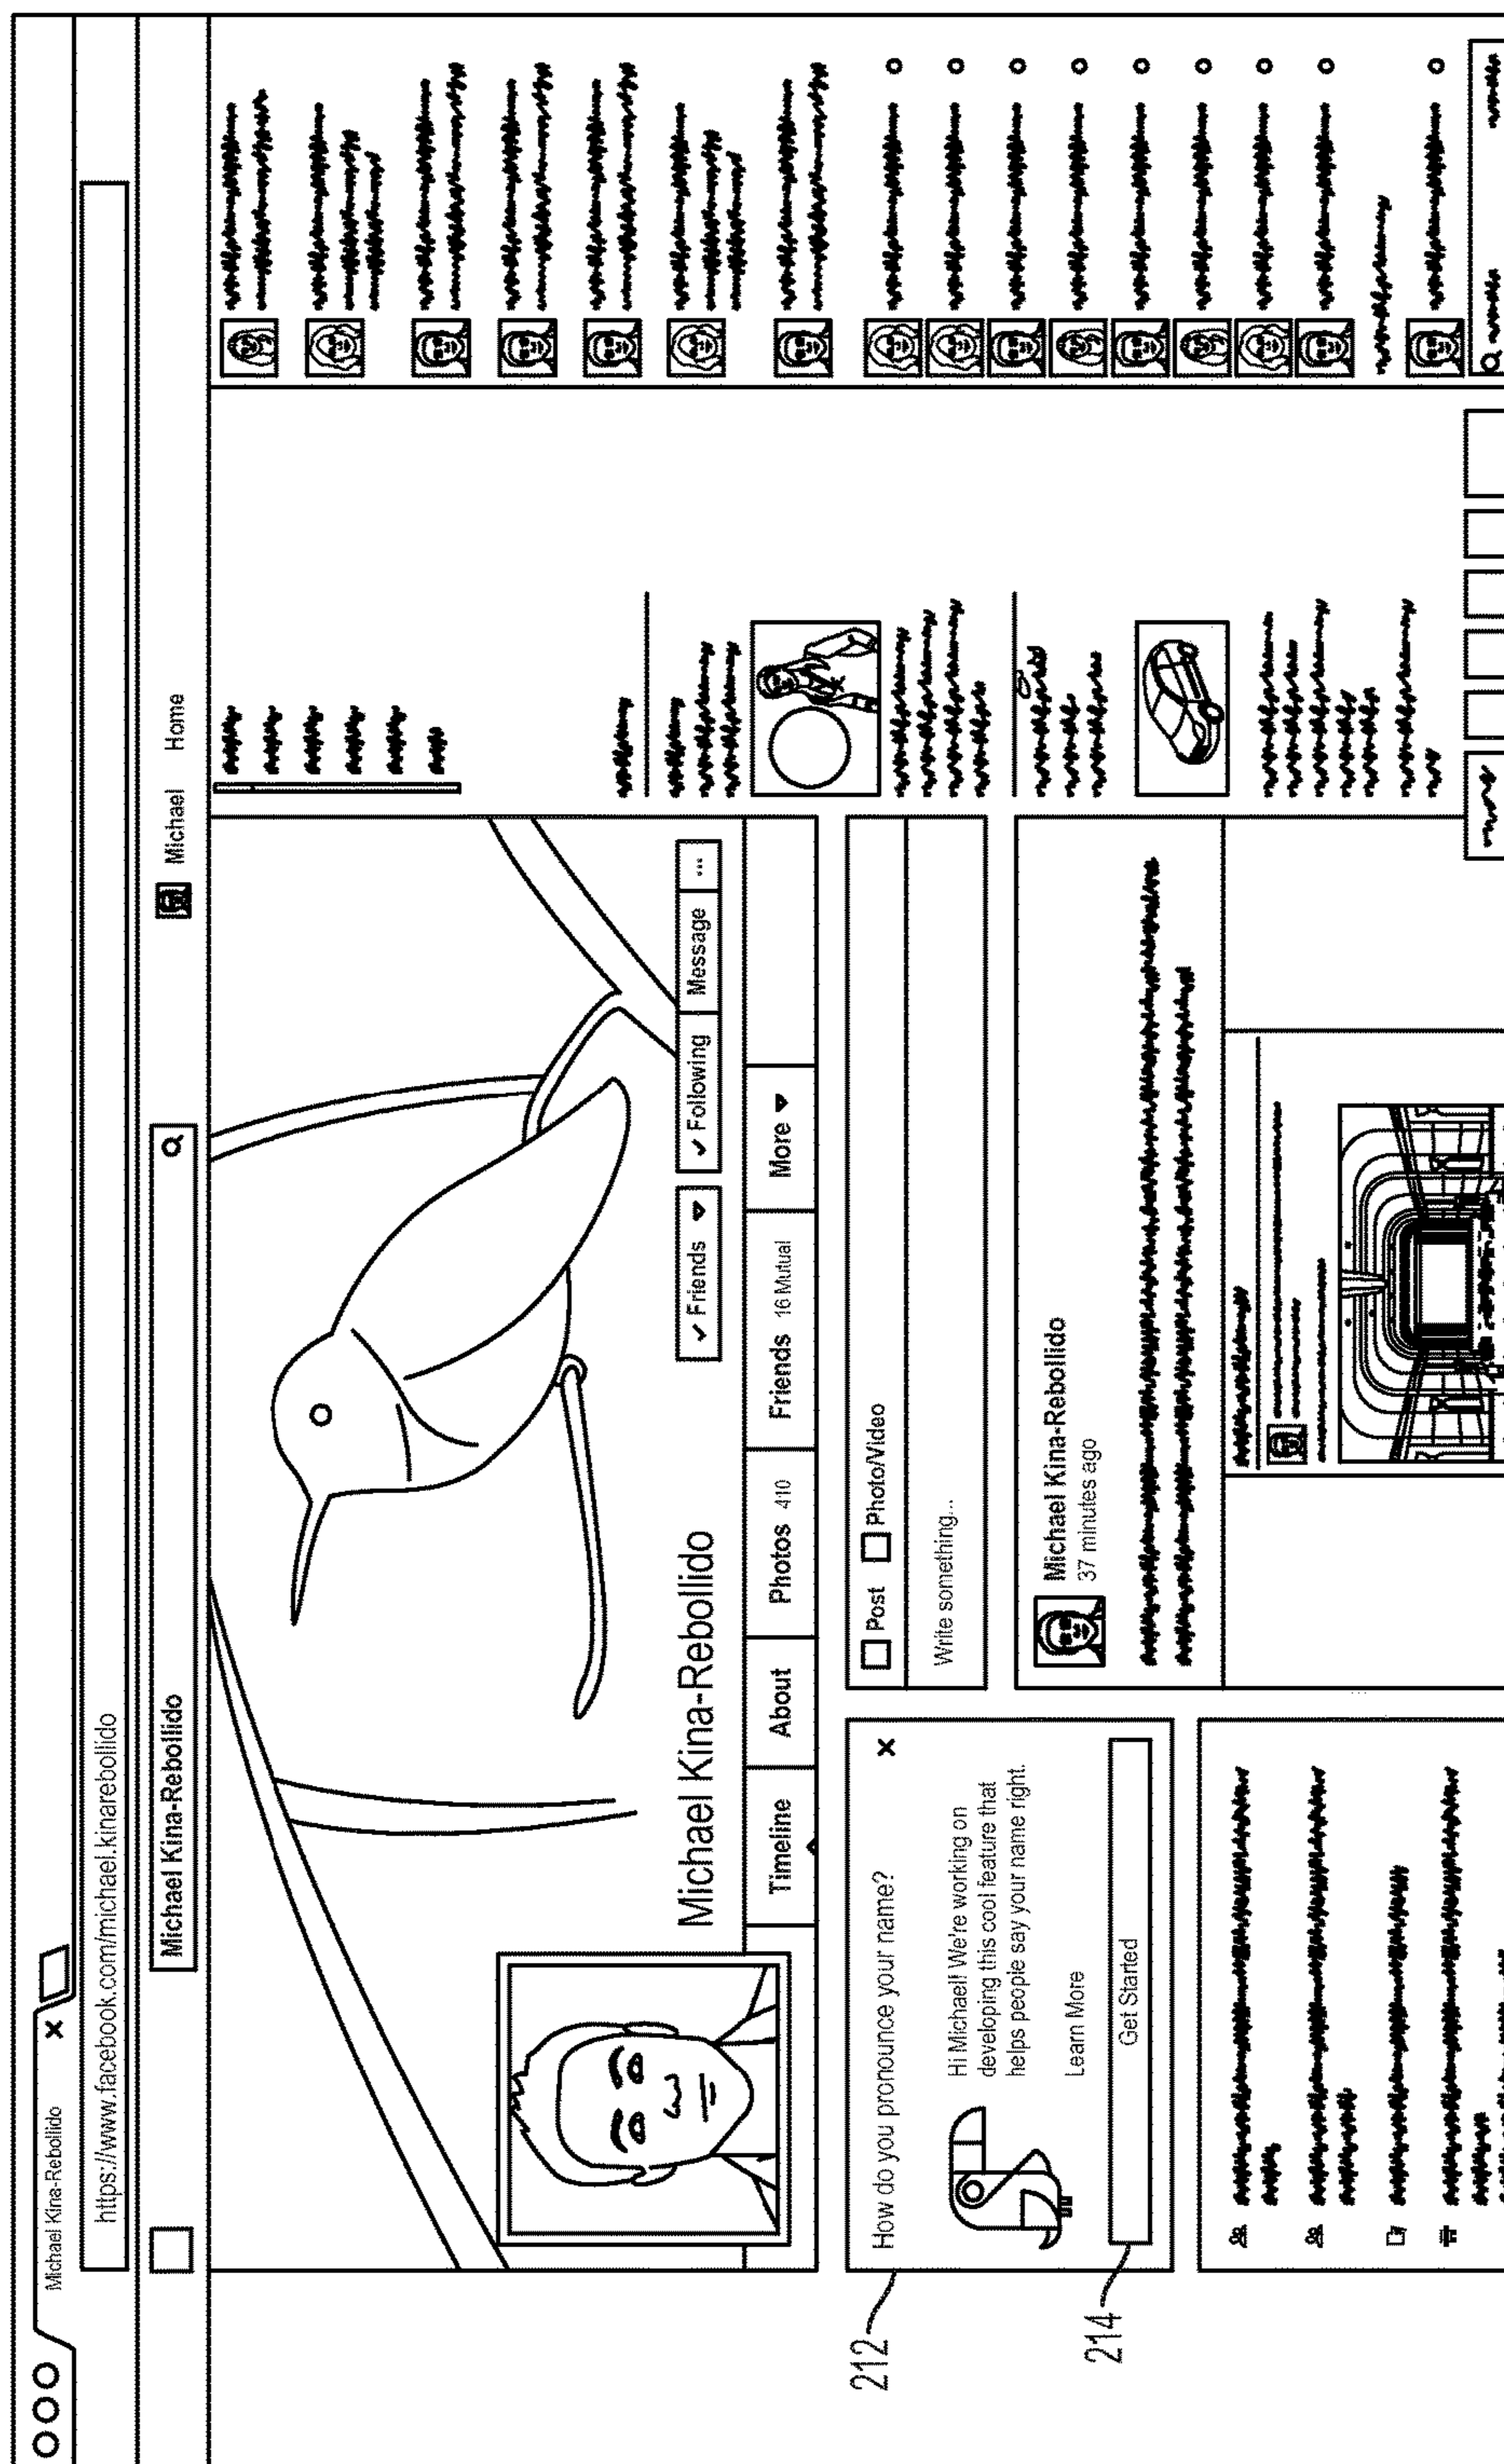 Michael Kina-Rebollido
https://www.facebook.com/michael.kinarebollido
Michael Kina-Rebollido
Michael Home
Michael Kina-Rebollido
✓ Friends
✓ Following
Message
...
Timeline
About
Photos 410
Friends 16 Mutual
More
How do you pronounce your name?
Hi Michael! We're working on
developing this cool feature that
helps people say your name right.
Learn More
Get Started
212
214
Post
Photo/Video
Write something...
Michael Kina-Rebollido
37 minutes ago